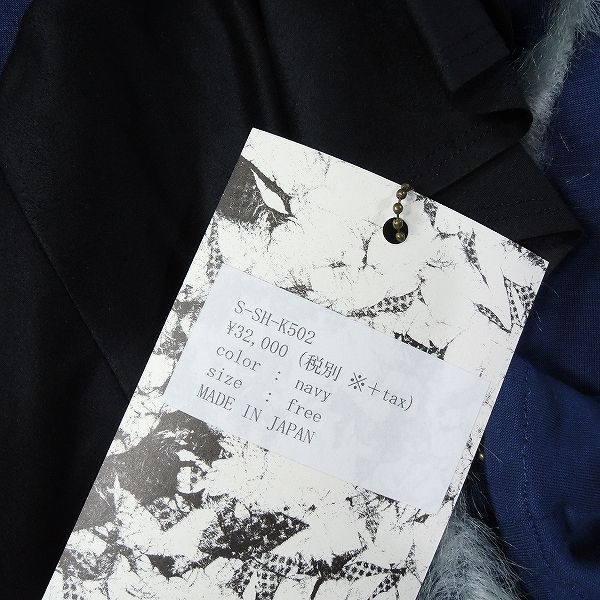 S-SH-K502
¥32,000 (税別 ※+tax)
color : navy
size : free
MADE IN JAPAN